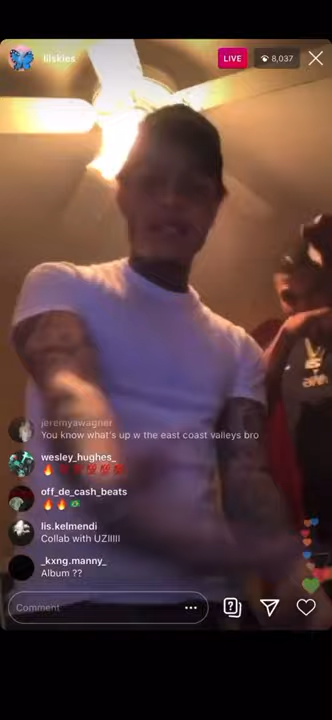 lilskies
LIVE
8,037
jeremyawagner
You know what's up w the east coast valleys bro
wesley_hughes_
🔥💯💯💯💯💯
off_de_cash_beats
🔥🔥🇧🇷
lis.kelmendi
Collab with UZIIIII
_kxng.manny_
Album ??
Comment